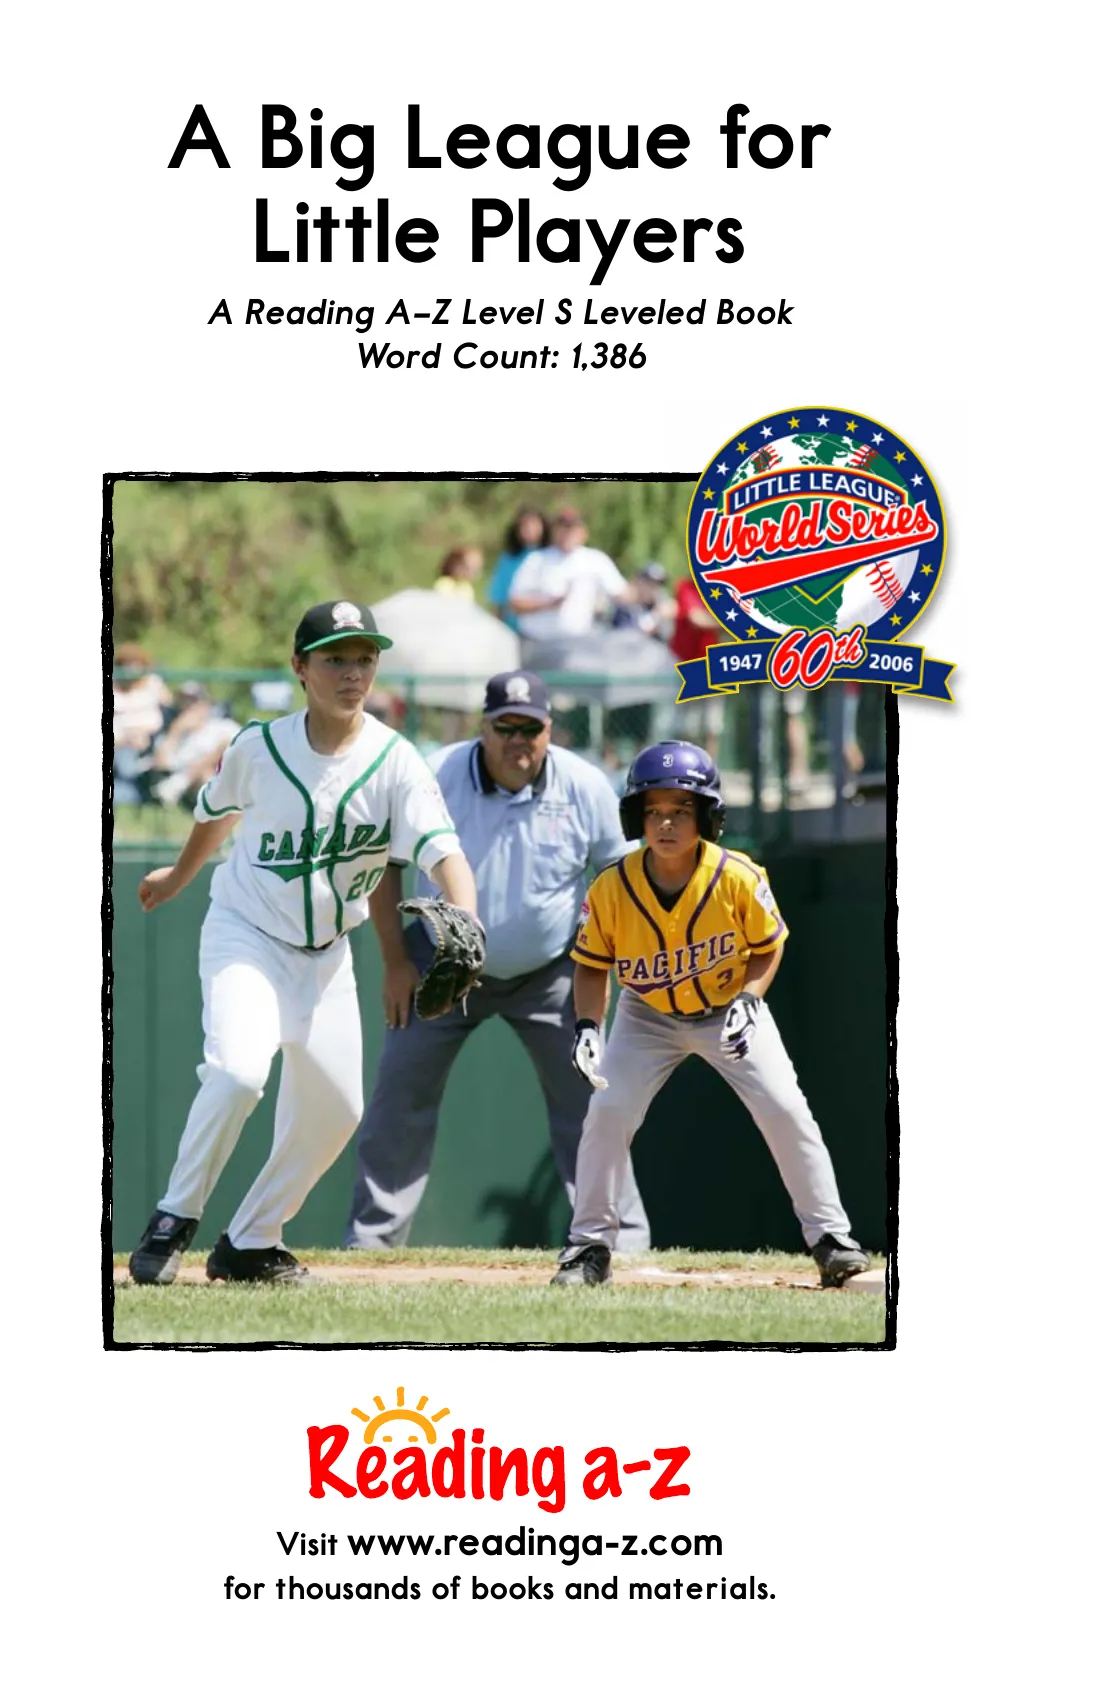 A Big League for
Little Players
A Reading A–Z Level S Leveled Book
Word Count: 1,386
LITTLE LEAGUE®
World Series
1947 60th 2006
CANADA
20
3
PACIFIC
3
Reading a-z
Visit www.readinga-z.com
for thousands of books and materials.